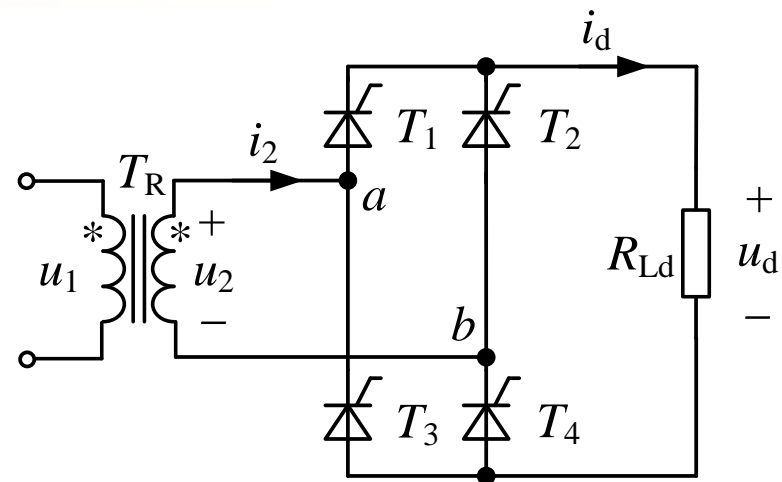 i_d
T_1 T_2
i_2
T_R
a
* * +
u_1 u_2
−
R_Ld
+
u_d
−
b
T_3 T_4